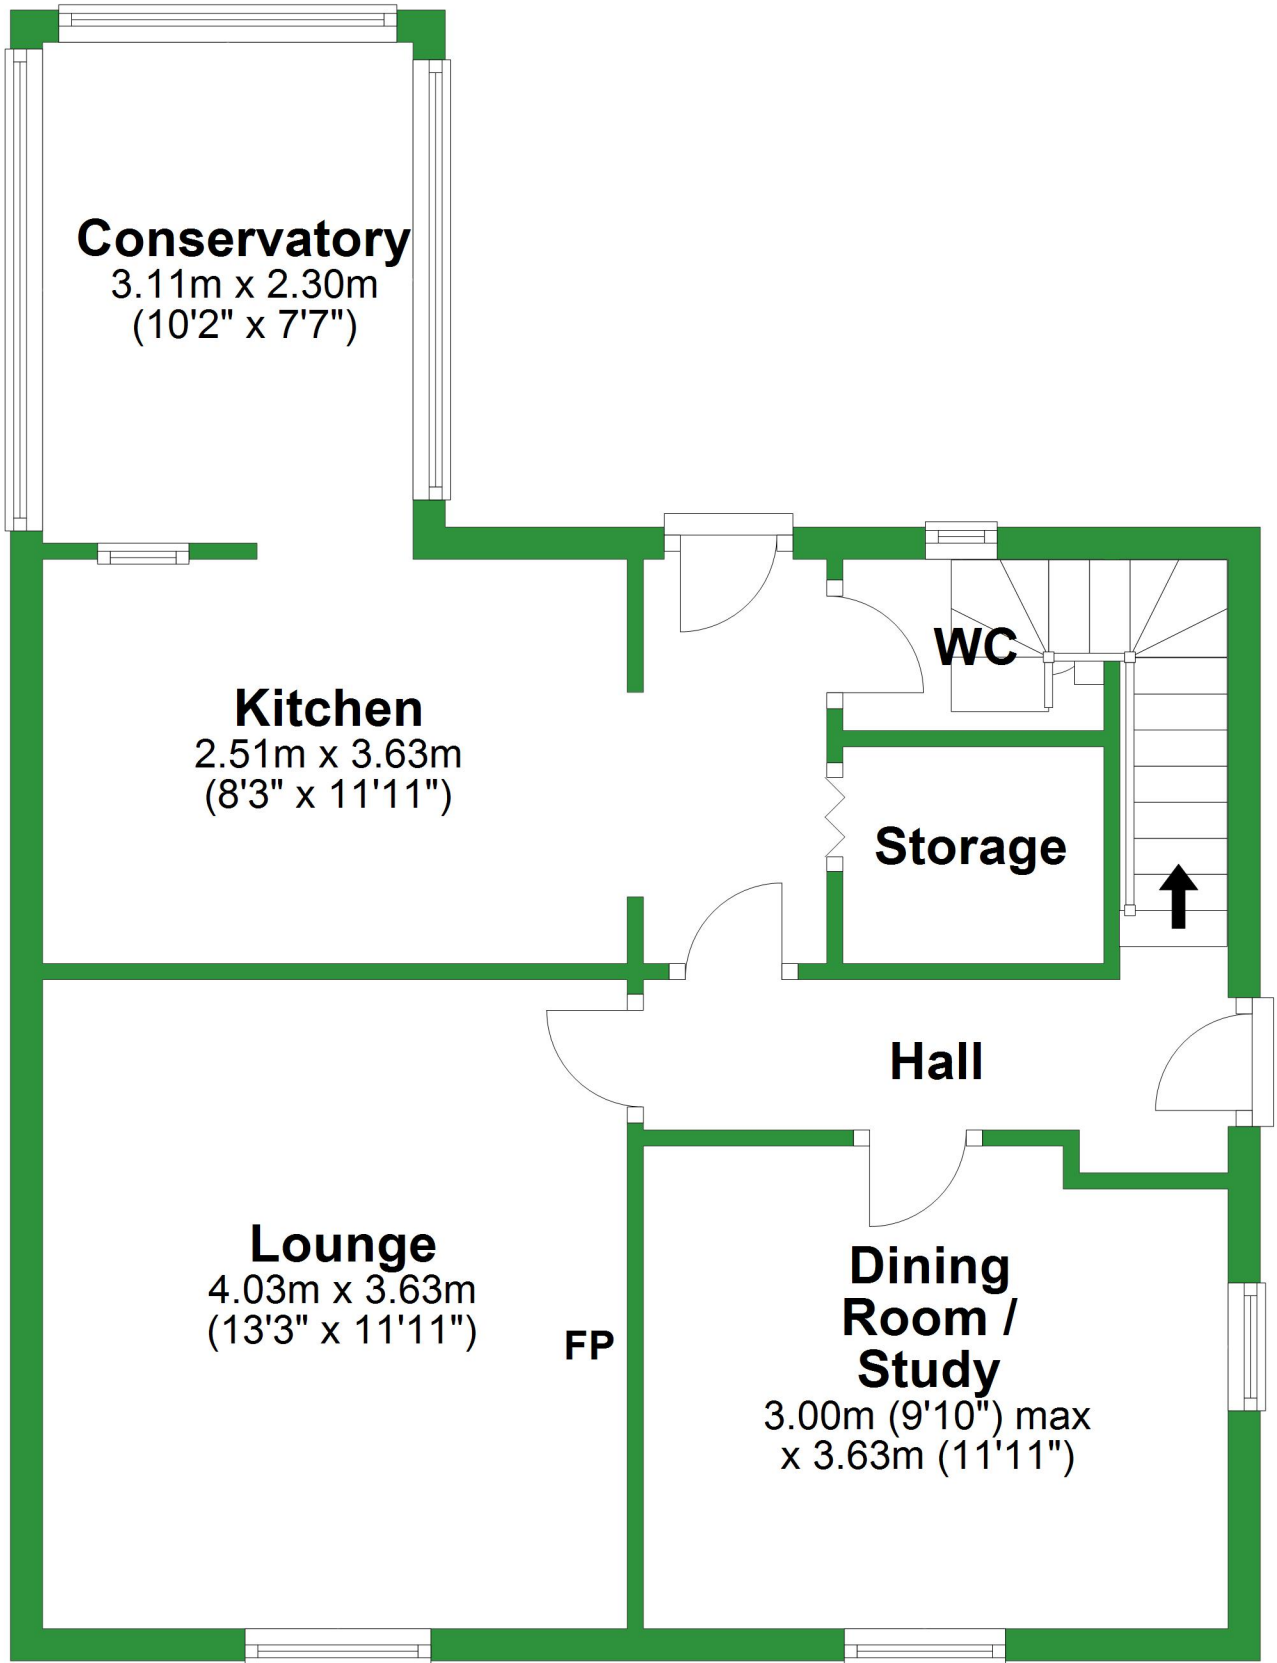 Conservatory
3.11m x 2.30m
(10'2" x 7'7")
WC
Kitchen
2.51m x 3.63m
(8'3" x 11'11")
Storage
Hall
Lounge
4.03m x 3.63m
(13'3" x 11'11")
FP
Dining
Room /
Study
3.00m (9'10") max
x 3.63m (11'11")